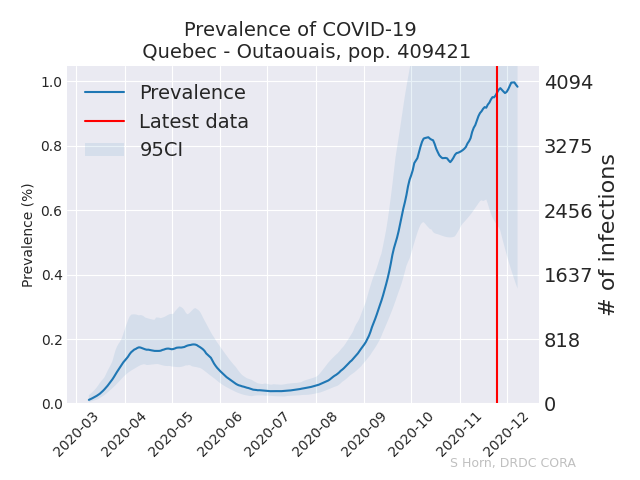 Prevalence of COVID-19
Quebec - Outaouais, pop. 409421
Prevalence
Latest data
95CI
Prevalence (%)
1.0
0.8
0.6
0.4
0.2
0.0
4094
3275
2456
1637
818
0
# of infections
2020-03
2020-04
2020-05
2020-06
2020-07
2020-08
2020-09
2020-10
2020-11
2020-12
S Horn, DRDC CORA